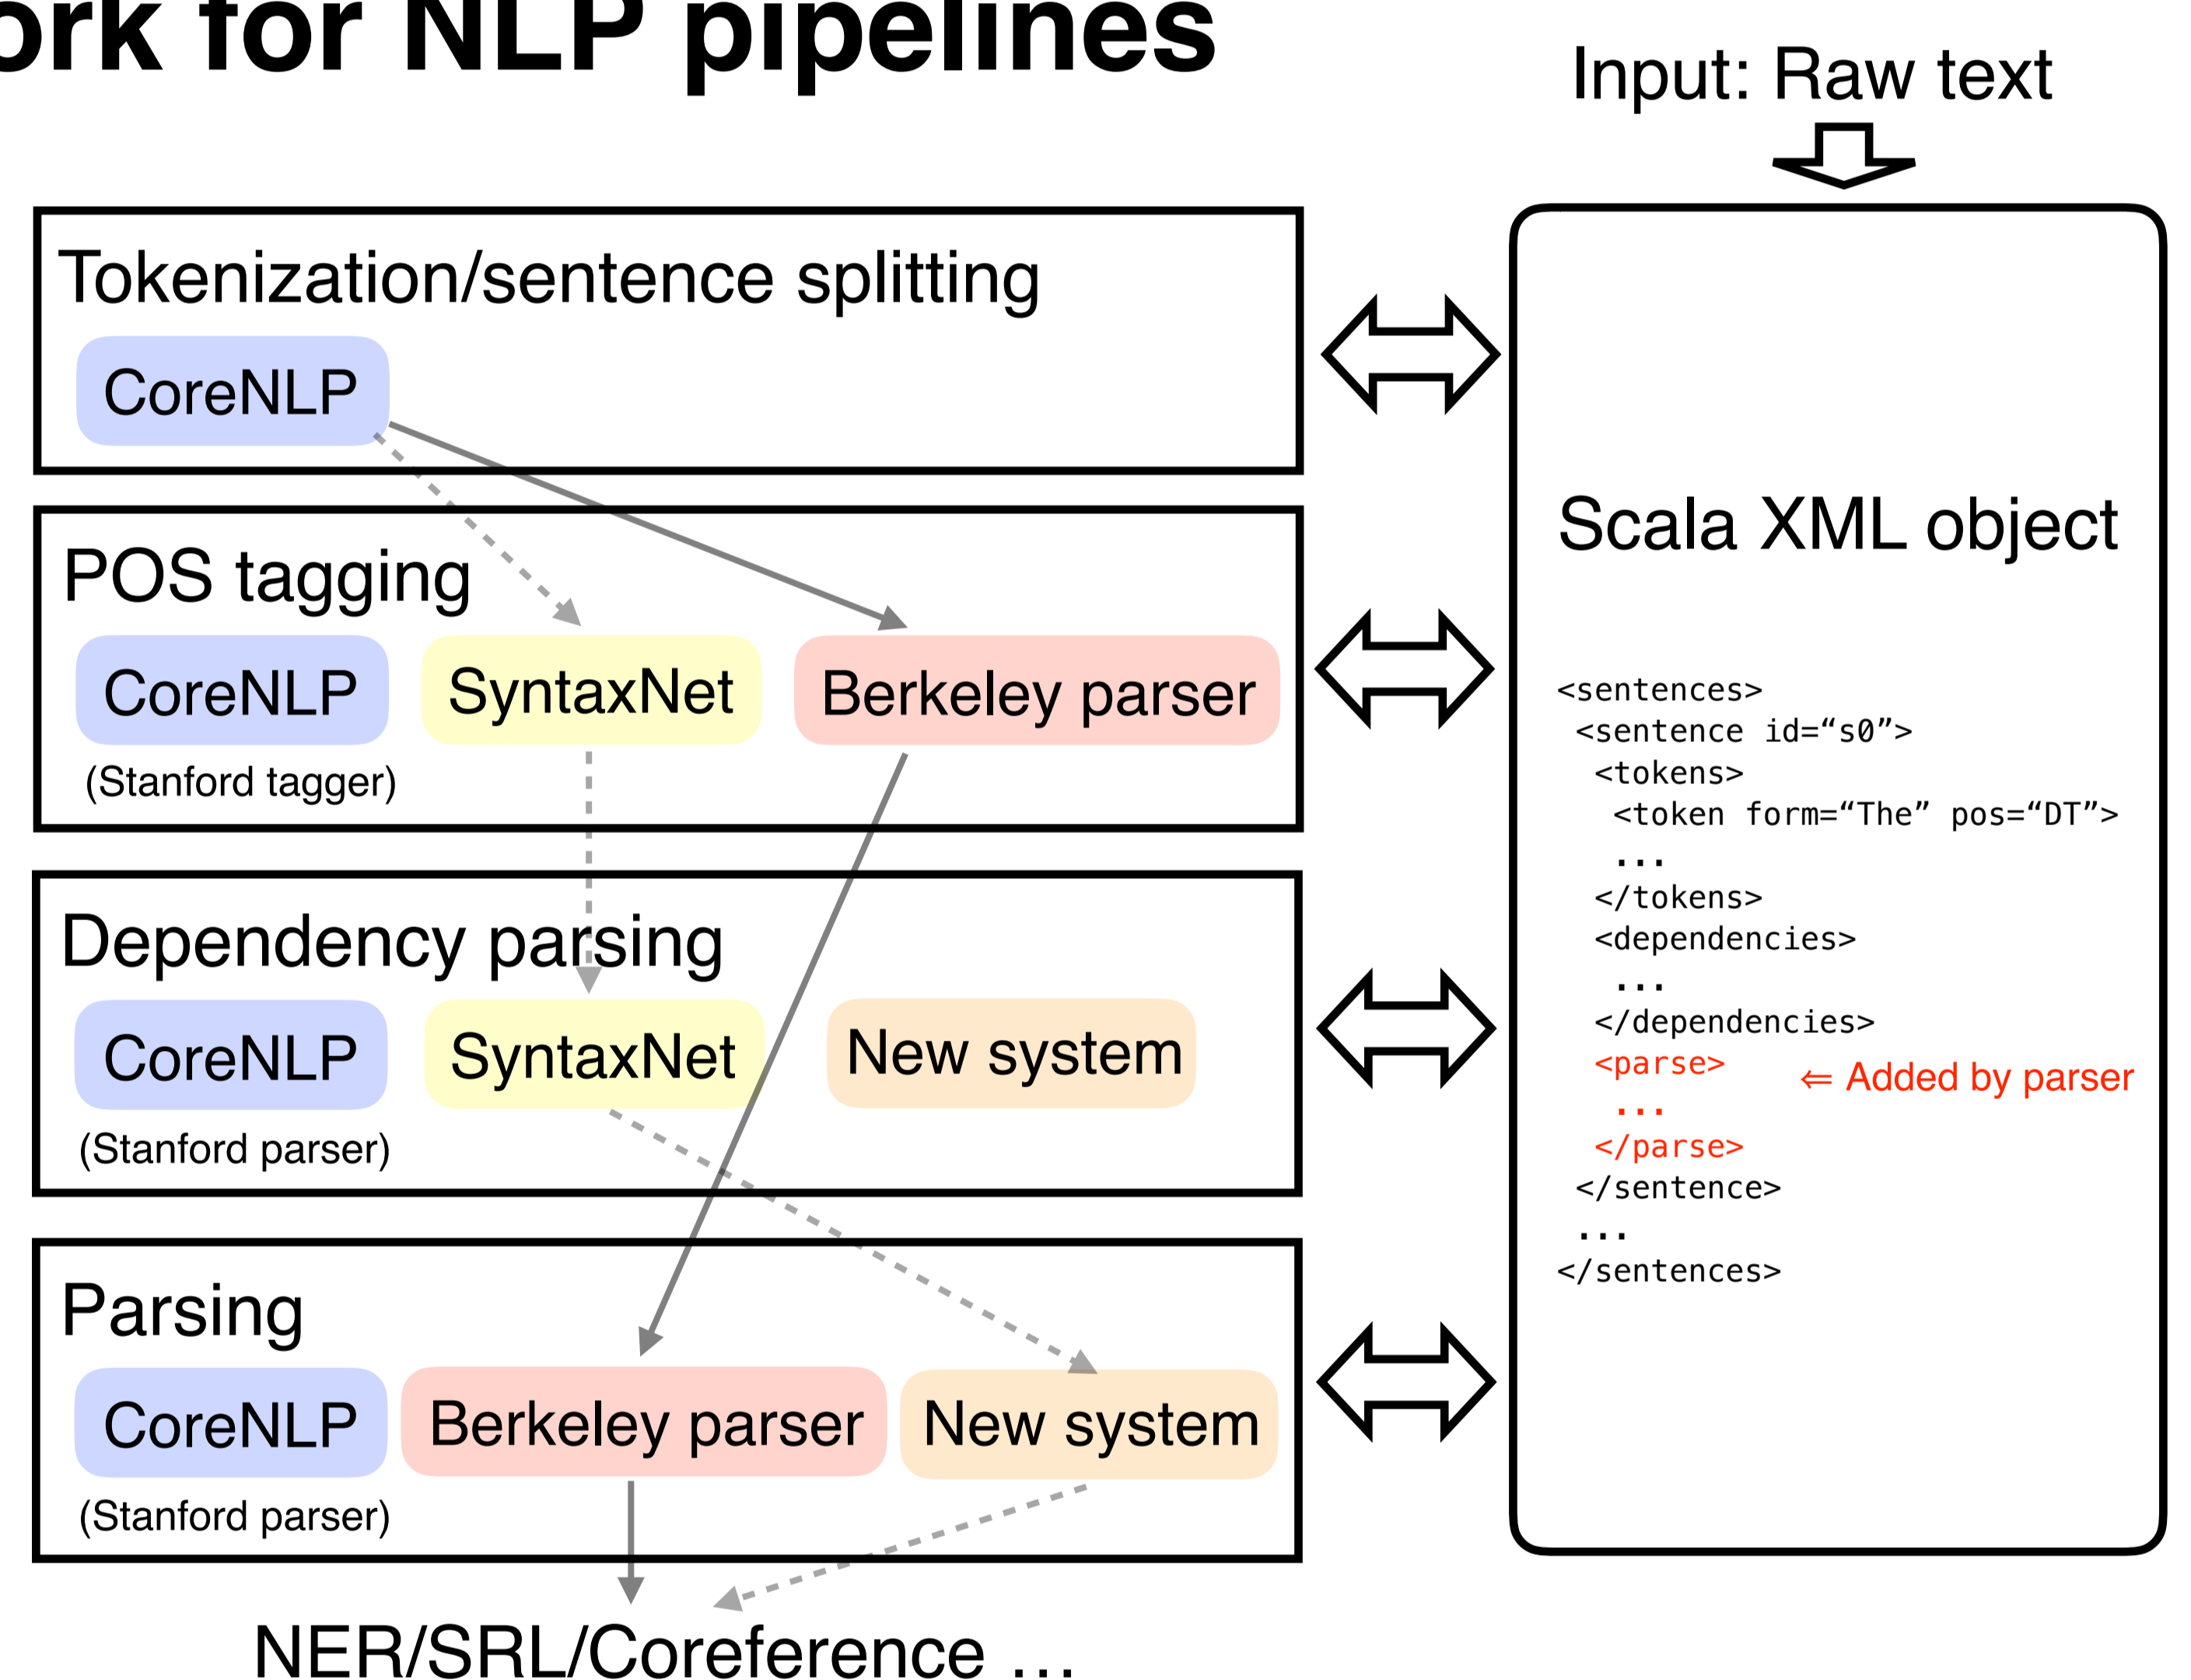 ork for NLP pipelines
Input: Raw text
Tokenization/sentence splitting
CoreNLP
POS tagging
CoreNLP SyntaxNet Berkeley parser
(Stanford tagger)
Dependency parsing
CoreNLP SyntaxNet New system
(Stanford parser)
Parsing
CoreNLP Berkeley parser New system
(Stanford parser)
NER/SRL/Coreference ...
Scala XML object
<sentences>
<sentence id=“s0”>
<tokens>
<token form=“The” pos=“DT”>
...
</tokens>
<dependencies>
...
</dependencies>
<parse> ⇐ Added by parser
...
</parse>
</sentence>
...
</sentences>